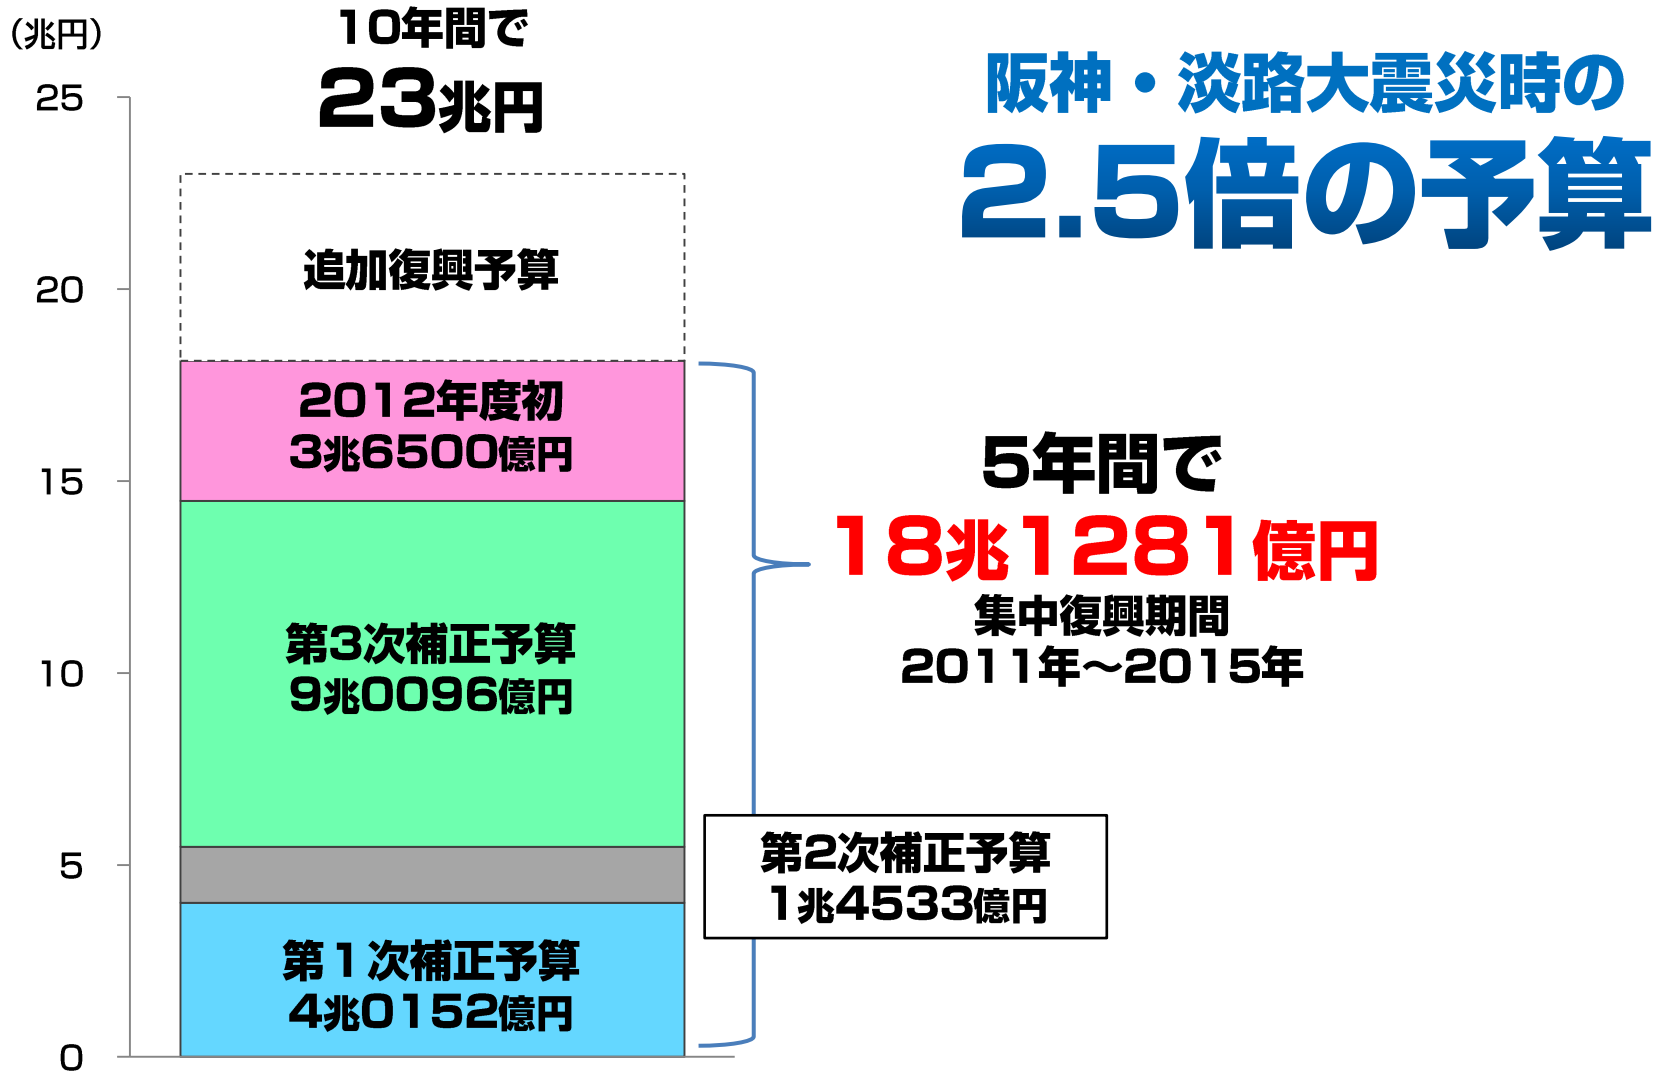 （兆円）
10年間で
23兆円
阪神・淡路大震災時の
2.5倍の予算
25
20
15
10
5
0
追加復興予算
2012年度初
3兆6500億円
第3次補正予算
9兆0096億円
第１次補正予算
4兆0152億円
5年間で
18兆1281億円
集中復興期間
2011年～2015年
第2次補正予算
1兆4533億円